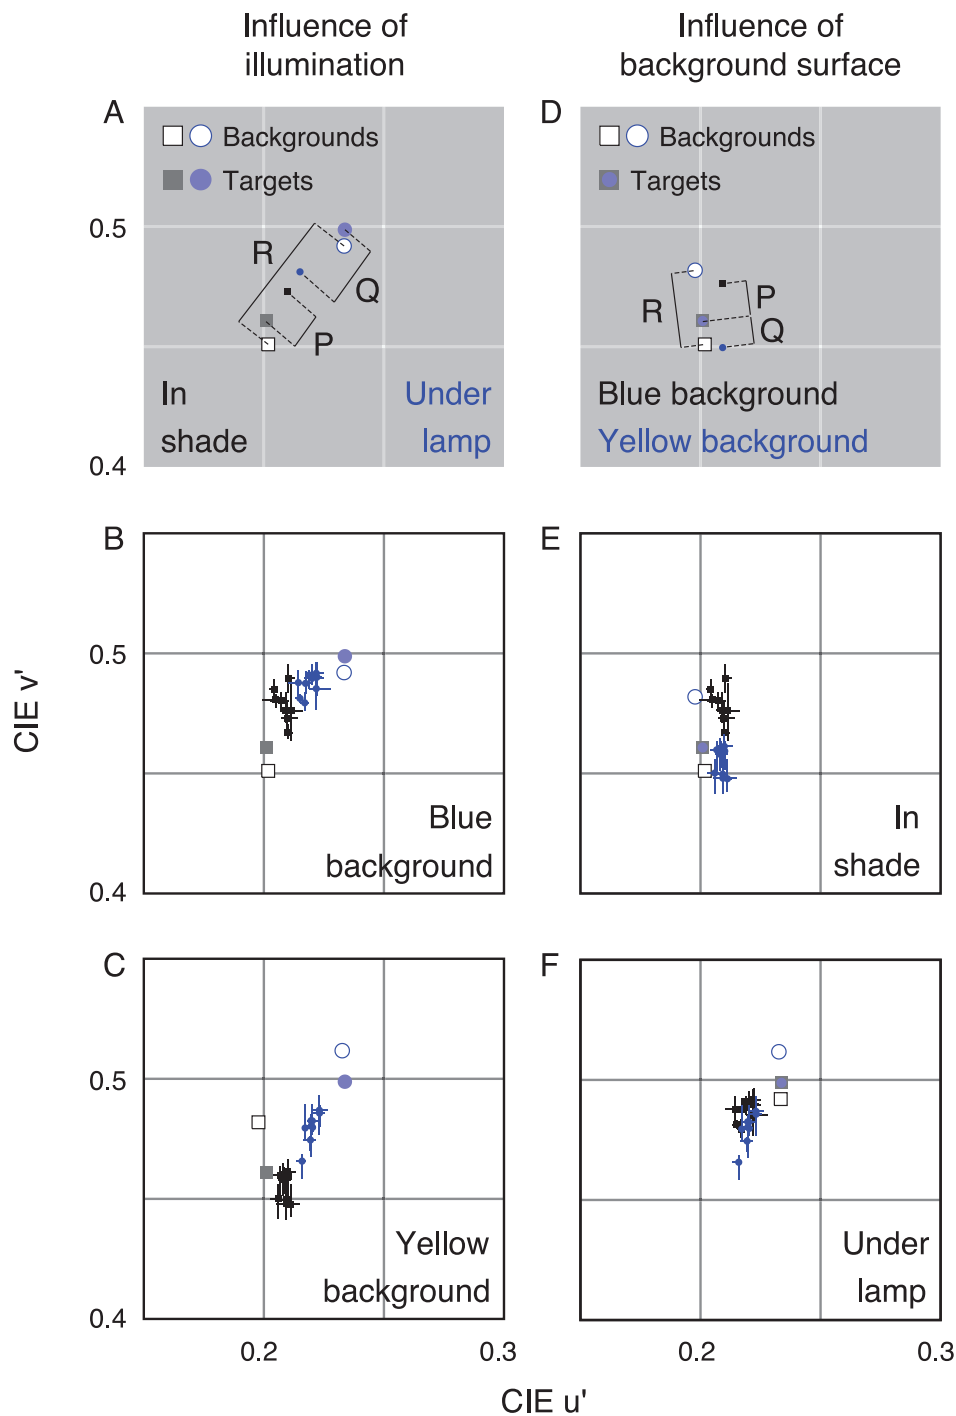 Influence of
illumination
Influence of
background surface
A
Backgrounds
Targets
0.5
R
Q
P
In
shade
Under
lamp
0.4
D
Backgrounds
Targets
R
P
Q
Blue background
Yellow background
B
0.5
Blue
background
0.4
E
In
shade
CIE v'
C
0.5
Yellow
background
0.4
0.2
0.3
F
Under
lamp
0.2
0.3
CIE u'